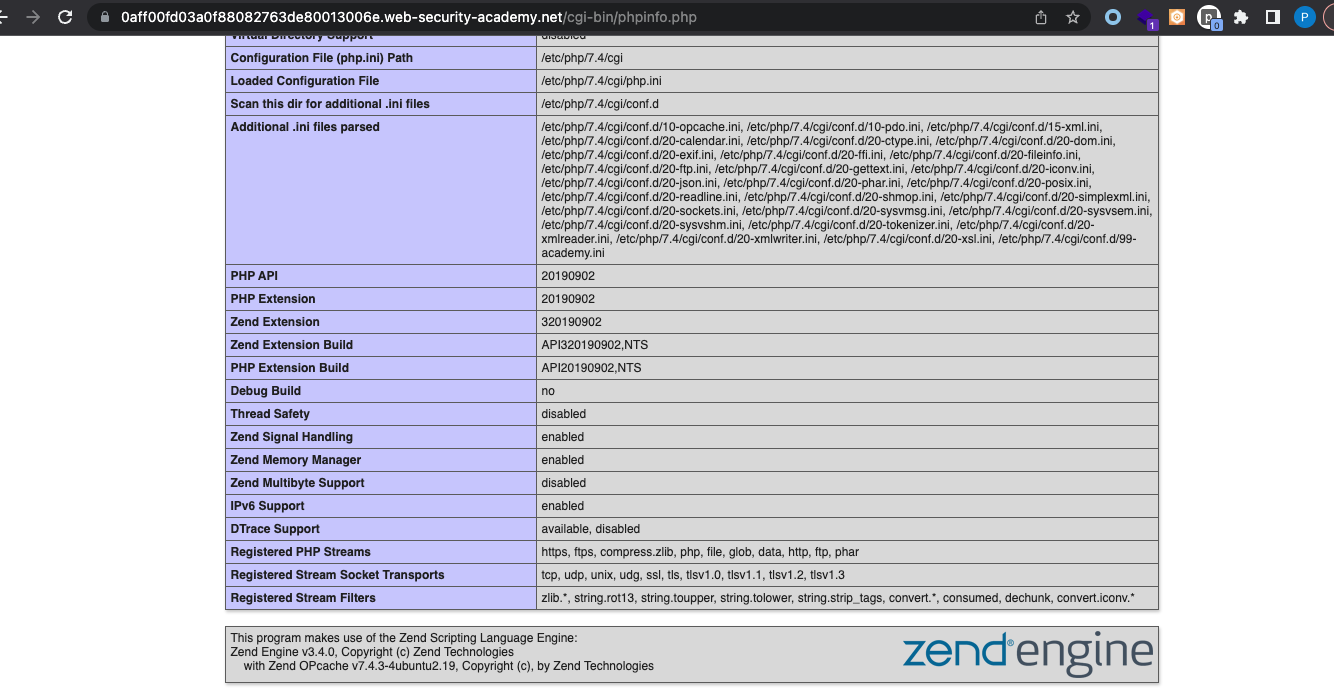 0aff00fd03a0f88082763de80013006e.web-security-academy.net/cgi-bin/phpinfo.php
1
p
0
P
Virtual Directory Support disabled
Configuration File (php.ini) Path /etc/php/7.4/cgi
Loaded Configuration File /etc/php/7.4/cgi/php.ini
Scan this dir for additional .ini files /etc/php/7.4/cgi/conf.d
Additional .ini files parsed /etc/php/7.4/cgi/conf.d/10-opcache.ini, /etc/php/7.4/cgi/conf.d/10-pdo.ini, /etc/php/7.4/cgi/conf.d/15-xml.ini,
/etc/php/7.4/cgi/conf.d/20-calendar.ini, /etc/php/7.4/cgi/conf.d/20-ctype.ini, /etc/php/7.4/cgi/conf.d/20-dom.ini,
/etc/php/7.4/cgi/conf.d/20-exif.ini, /etc/php/7.4/cgi/conf.d/20-ffi.ini, /etc/php/7.4/cgi/conf.d/20-fileinfo.ini,
/etc/php/7.4/cgi/conf.d/20-ftp.ini, /etc/php/7.4/cgi/conf.d/20-gettext.ini, /etc/php/7.4/cgi/conf.d/20-iconv.ini,
/etc/php/7.4/cgi/conf.d/20-json.ini, /etc/php/7.4/cgi/conf.d/20-phar.ini, /etc/php/7.4/cgi/conf.d/20-posix.ini,
/etc/php/7.4/cgi/conf.d/20-readline.ini, /etc/php/7.4/cgi/conf.d/20-shmop.ini, /etc/php/7.4/cgi/conf.d/20-simplexml.ini,
/etc/php/7.4/cgi/conf.d/20-sockets.ini, /etc/php/7.4/cgi/conf.d/20-sysvmsg.ini, /etc/php/7.4/cgi/conf.d/20-sysvsem.ini,
/etc/php/7.4/cgi/conf.d/20-sysvshm.ini, /etc/php/7.4/cgi/conf.d/20-tokenizer.ini, /etc/php/7.4/cgi/conf.d/20-
xmlreader.ini, /etc/php/7.4/cgi/conf.d/20-xmlwriter.ini, /etc/php/7.4/cgi/conf.d/20-xsl.ini, /etc/php/7.4/cgi/conf.d/99-
academy.ini
PHP API 20190902
PHP Extension 20190902
Zend Extension 320190902
Zend Extension Build API320190902,NTS
PHP Extension Build API20190902,NTS
Debug Build no
Thread Safety disabled
Zend Signal Handling enabled
Zend Memory Manager enabled
Zend Multibyte Support disabled
IPv6 Support enabled
DTrace Support available, disabled
Registered PHP Streams https, ftps, compress.zlib, php, file, glob, data, http, ftp, phar
Registered Stream Socket Transports tcp, udp, unix, udg, ssl, tls, tlsv1.0, tlsv1.1, tlsv1.2, tlsv1.3
Registered Stream Filters zlib.*, string.rot13, string.toupper, string.tolower, string.strip_tags, convert.*, consumed, dechunk, convert.iconv.*
This program makes use of the Zend Scripting Language Engine:
Zend Engine v3.4.0, Copyright (c) Zend Technologies
with Zend OPcache v7.4.3-4ubuntu2.19, Copyright (c), by Zend Technologies
zend®engine